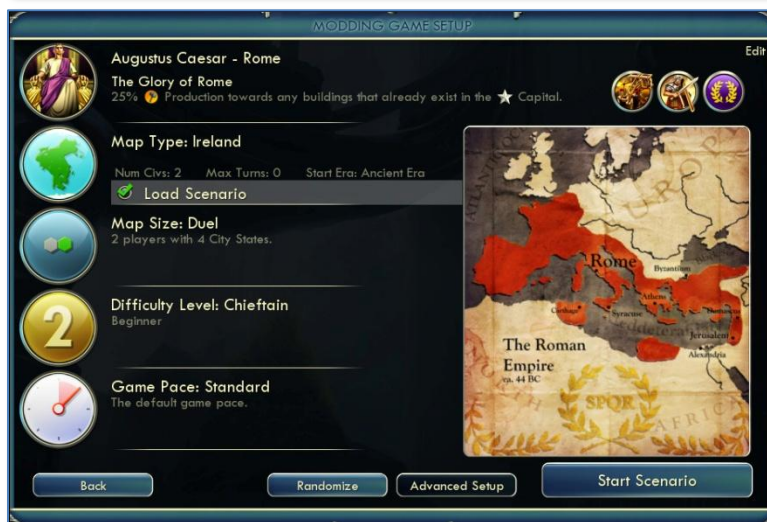 MODDING GAME SETUP
Edit
Augustus Caesar - Rome
The Glory of Rome
25% Production towards any buildings that already exist in the Capital.
Map Type: Ireland
Num Civs: 2 Max Turns: 0 Start Era: Ancient Era
Load Scenario
Map Size: Duel
2 players with 4 City States.
2
Difficulty Level: Chieftain
Beginner
Game Pace: Standard
The default game pace.
EUROP
Rome
Byzantium
Athens
Carthage
Syracuse
Damascus
Jerusalem
Alexandria
The Roman
Empire
ca. 44 BC
SPQR
AFRIC
Back
Randomize
Advanced Setup
Start Scenario